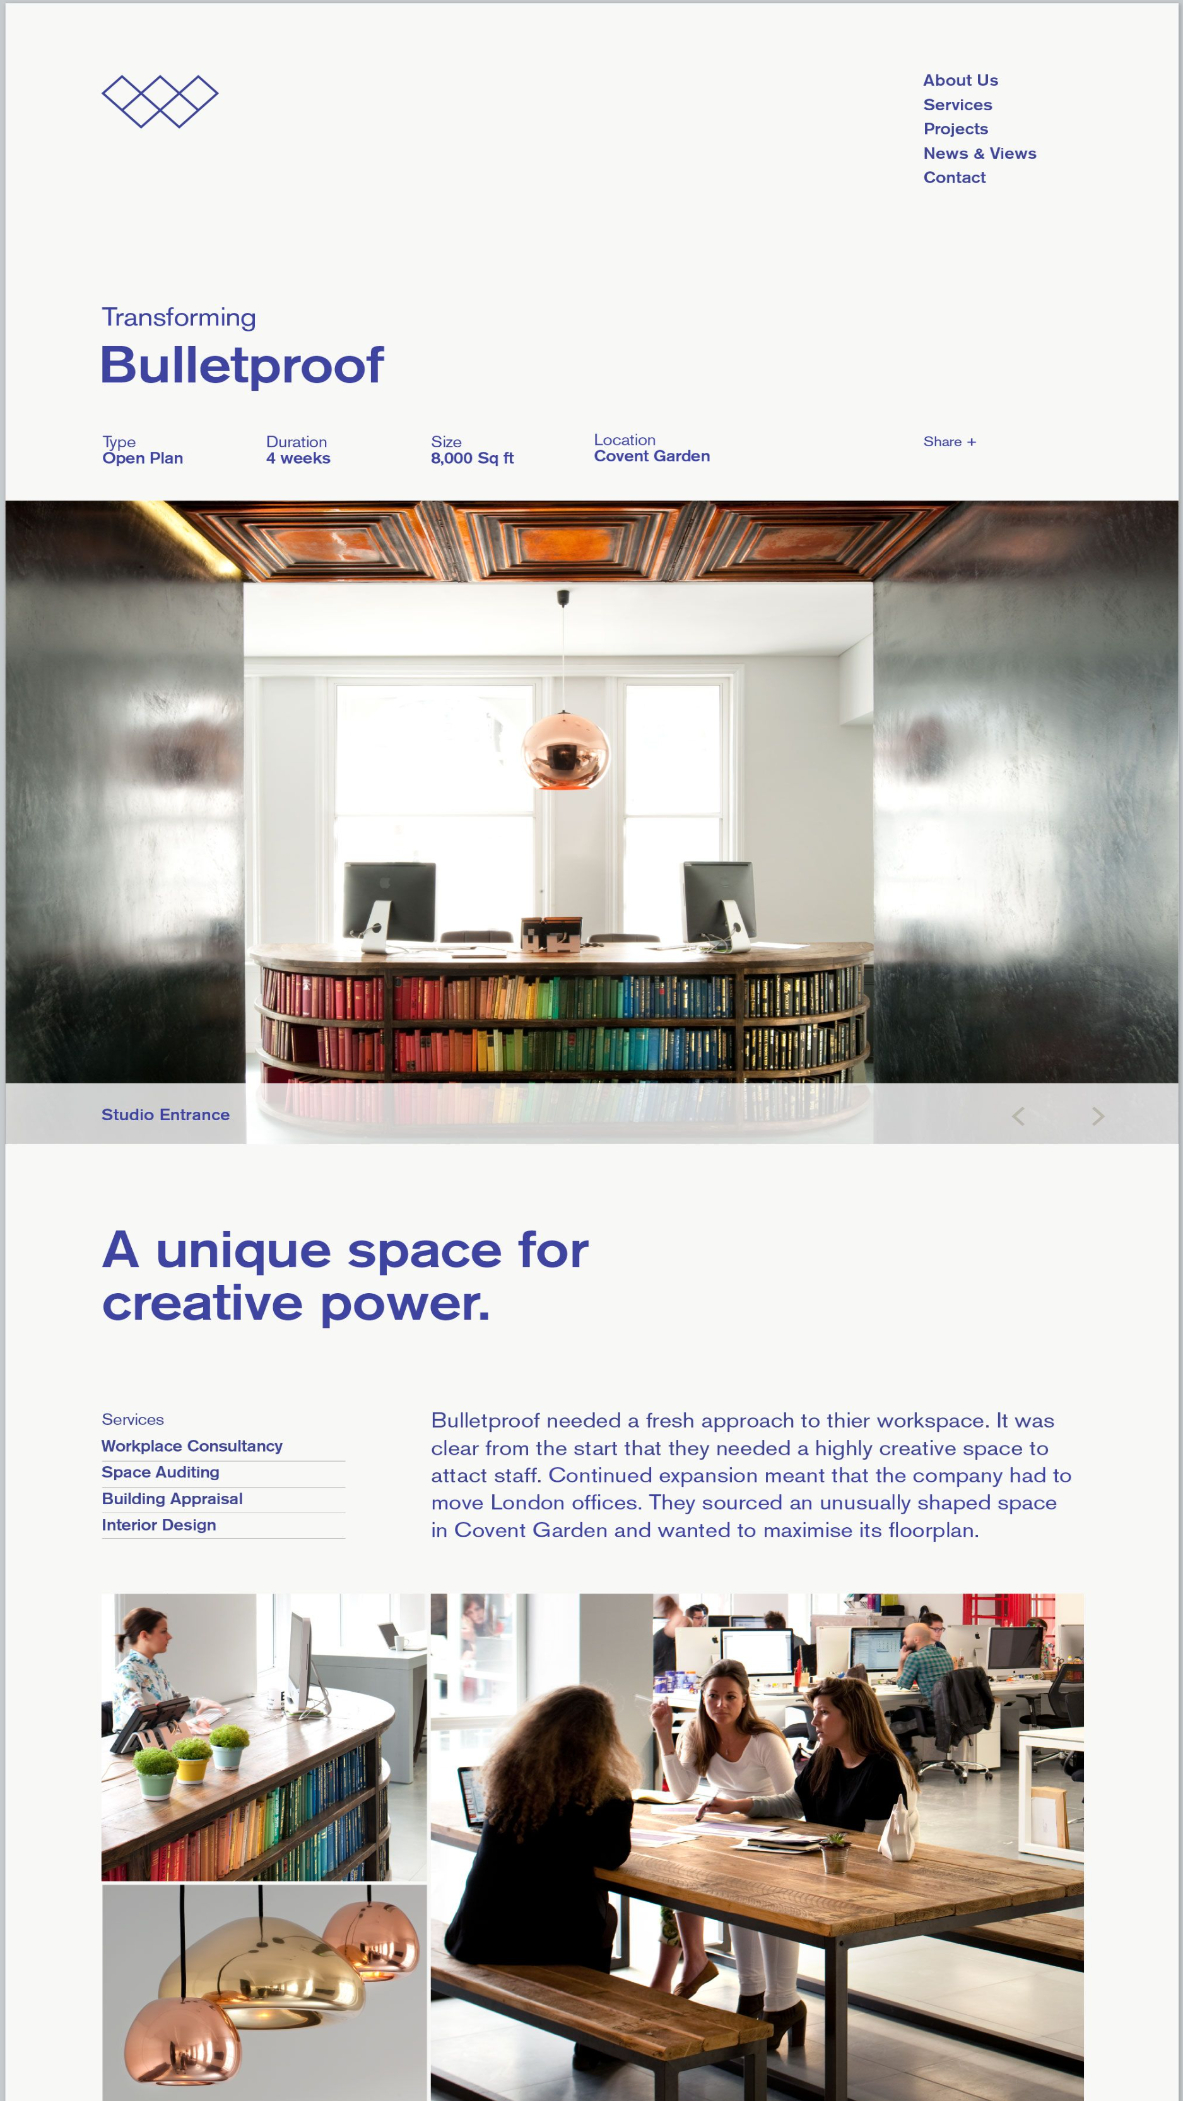 About Us
Services
Projects
News & Views
Contact
Transforming
Bulletproof
Type
Open Plan
Duration
4 weeks
Size
8,000 Sq ft
Location
Covent Garden
Share +
Studio Entrance
A unique space for
creative power.
Services
Workplace Consultancy
Space Auditing
Building Appraisal
Interior Design
Bulletproof needed a fresh approach to thier workspace. It was
clear from the start that they needed a highly creative space to
attact staff. Continued expansion meant that the company had to
move London offices. They sourced an unusually shaped space
in Covent Garden and wanted to maximise its floorplan.